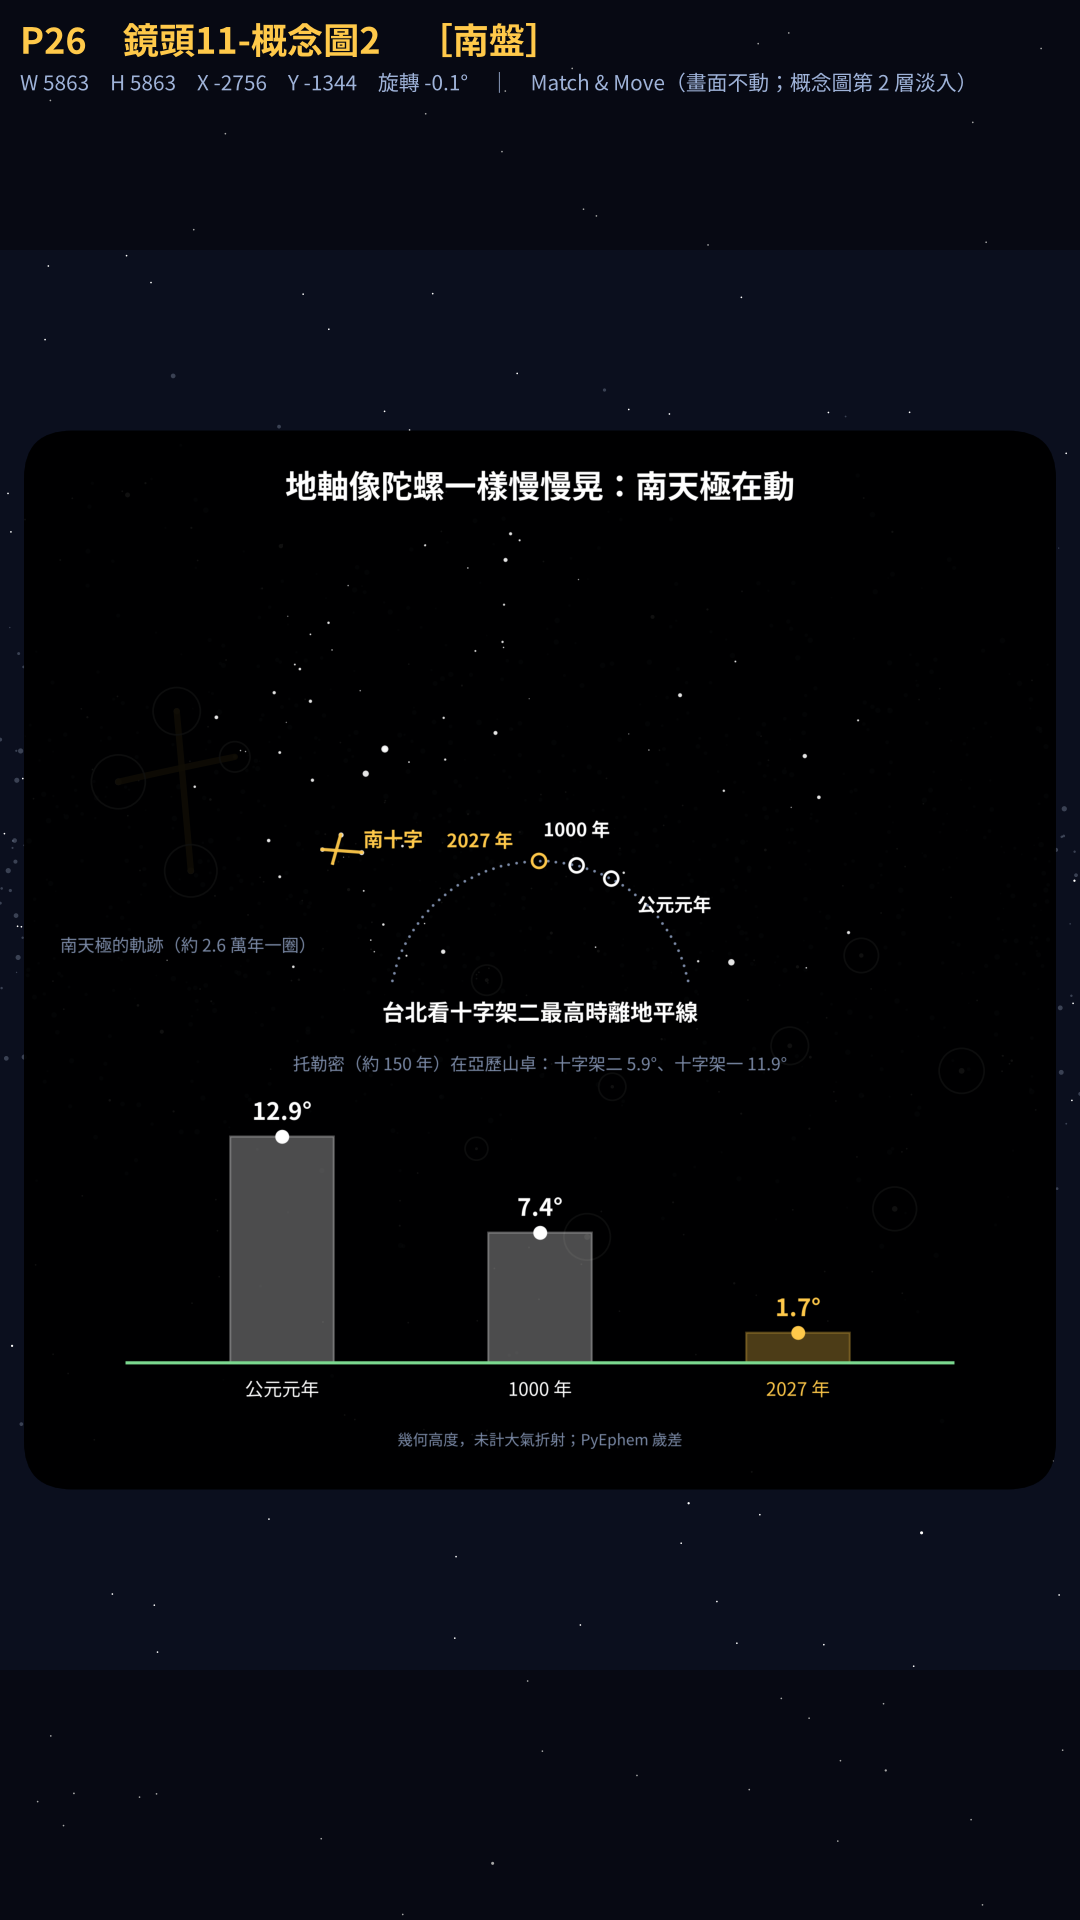 P26 鏡頭11-概念圖2 ［南盤］
W 5863 H 5863 X -2756 Y -1344 旋轉 -0.1° ｜ Match & Move（畫面不動；概念圖第 2 層淡入）
地軸像陀螺一樣慢慢晃：南天極在動
1000 年
南十字 2027 年
公元元年
南天極的軌跡（約 2.6 萬年一圈）
台北看十字架二最高時離地平線
托勒密（約 150 年）在亞歷山卓：十字架二 5.9°、十字架一 11.9°
12.9°
7.4°
1.7°
公元元年 1000 年 2027 年
幾何高度，未計大氣折射；PyEphem 歲差